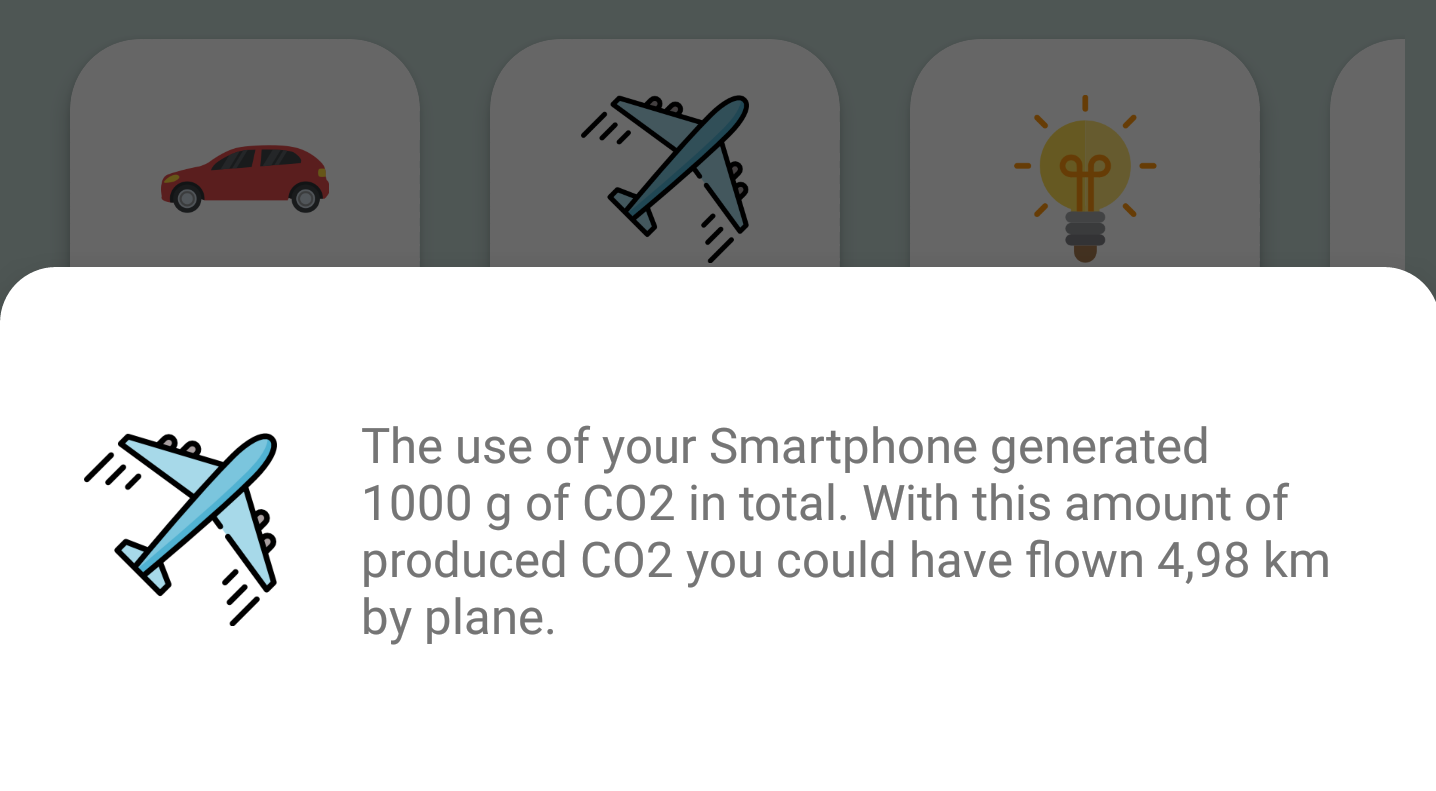 The use of your Smartphone generated
1000 g of CO2 in total. With this amount of
produced CO2 you could have flown 4,98 km
by plane.